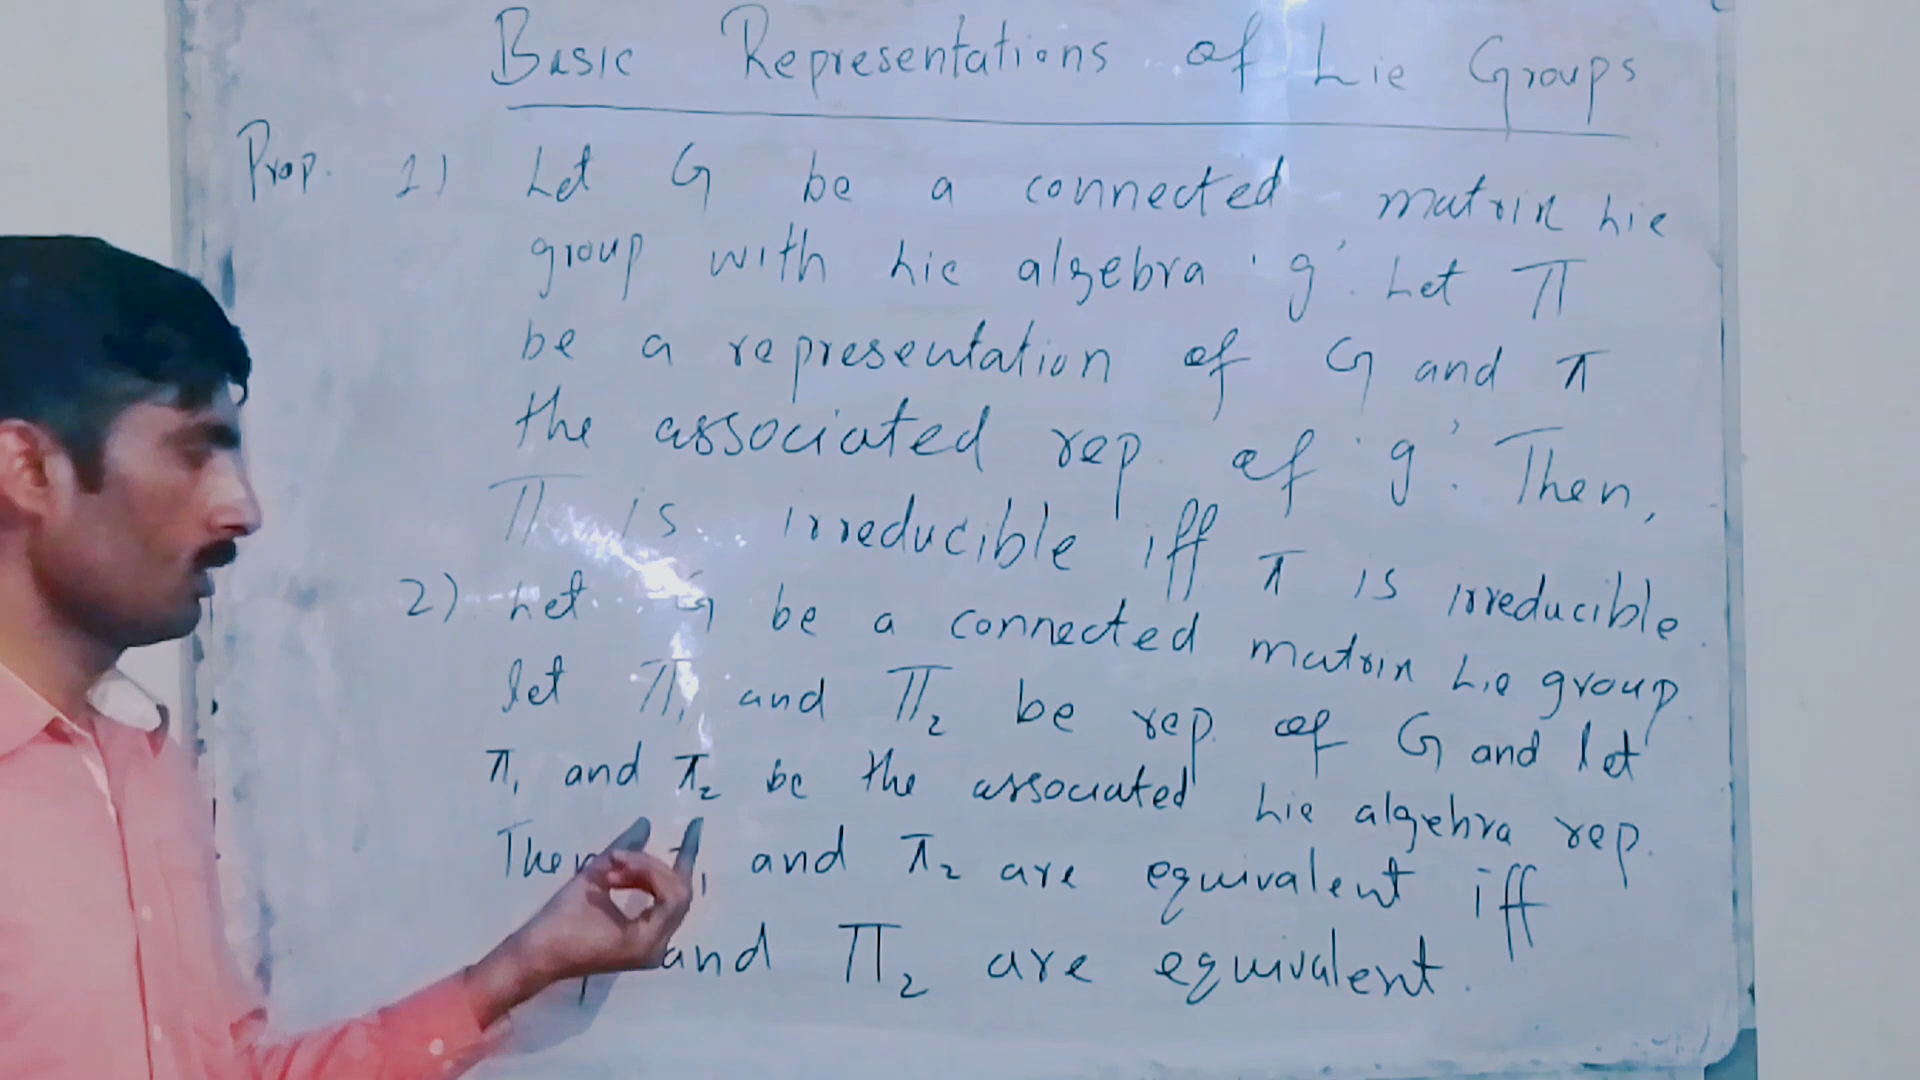 Basic Representations of Lie Groups
Prop. 1) Let G be a connected matrix Lie
group with Lie algebra 'g'. Let Π
be a representation of G and π
the associated rep. of 'g'. Then,
Π is irreducible iff π is irreducible.
2) Let G be a connected matrix Lie group.
let Π₁ and Π₂ be rep. of G and let
π₁ and π₂ be the associated Lie algebra rep.
Then and π₂ are equivalent iff
and Π₂ are equivalent.